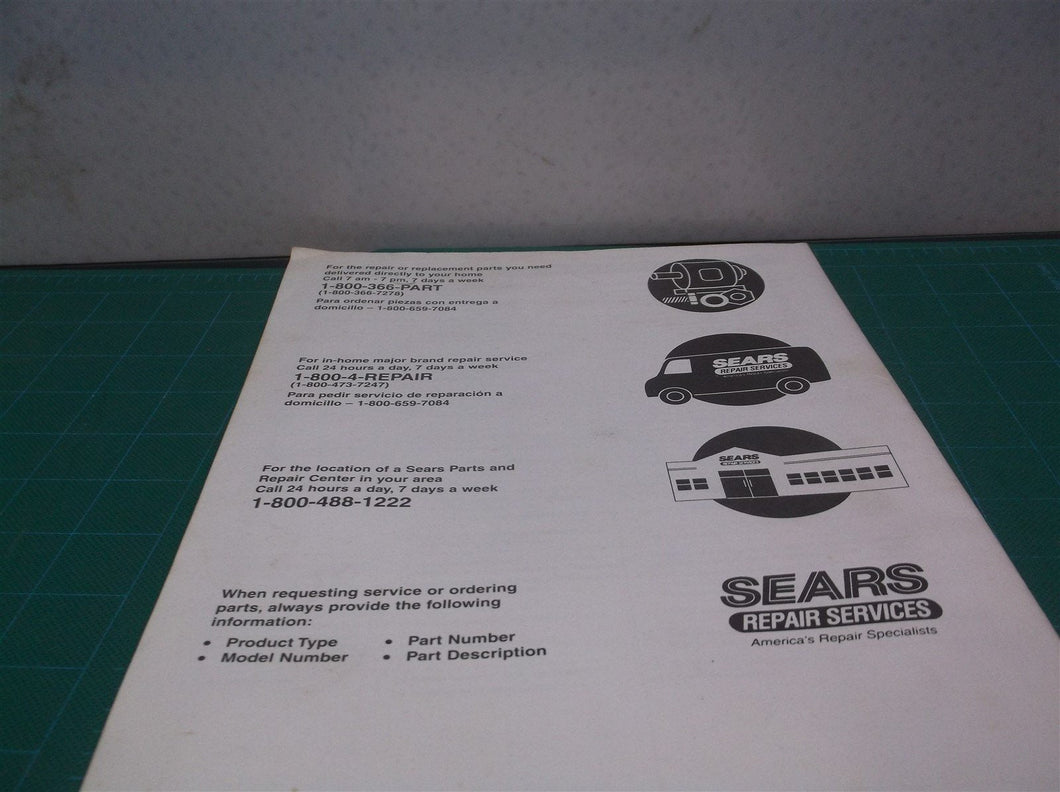 For the repair or replacement parts you need
delivered directly to your home
Call 7 am - 7 pm, 7 days a week
1-800-366-PART
(1-800-366-7278)
Para ordenar piezas con entrega a
domicilio – 1-800-659-7084
For in-home major brand repair service
Call 24 hours a day, 7 days a week
1-800-4-REPAIR
(1-800-473-7247)
Para pedir servicio de reparación a
domicilio – 1-800-659-7084
SEARS
REPAIR SERVICES
For the location of a Sears Parts and
Repair Center in your area
Call 24 hours a day, 7 days a week
1-800-488-1222
SEARS
REPAIR SERVICES
When requesting service or ordering
parts, always provide the following
information:
• Product Type
• Model Number
• Part Number
• Part Description
SEARS
REPAIR SERVICES
America's Repair Specialists